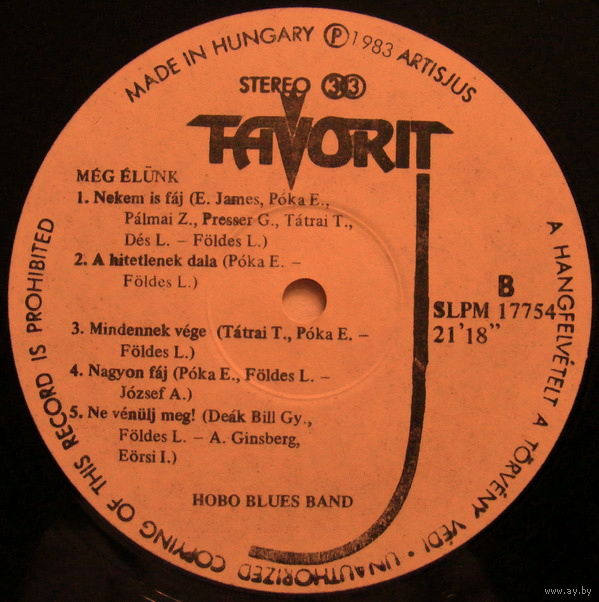 MADE IN HUNGARY Ⓟ 1983 ARTISJUS
STEREO 33
FAVORIT
MÉG ÉLÜNK
1. Nekem is fáj (E. James, Póka E.,
Pálmai Z., Presser G., Tátrai T.,
Dés L. – Földes L.)
2. A hitetlenek dala (Póka E. –
Földes L.)
3. Mindennek vége (Tátrai T., Póka E. –
Földes L.)
4. Nagyon fáj (Póka E., Földes L. –
József A.)
5. Ne vénülj meg! (Deák Bill Gy.,
Földes L. – A. Ginsberg,
Eörsi I.)
B
SLPM 17754
21'18"
HOBO BLUES BAND
A HANGFELVÉTELT A TÖRVÉNY VÉDI · UNAUTHORIZED COPYING OF THIS RECORD IS PROHIBITED
www.ay.by